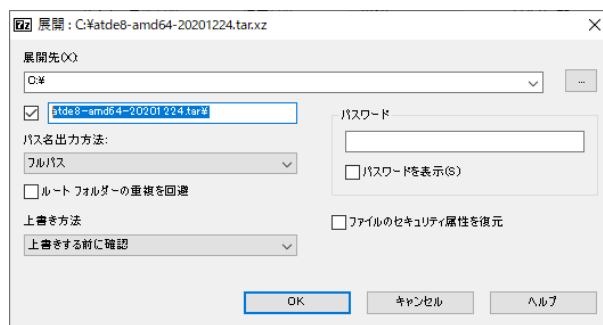 7z 展開 : C:¥atde8-amd64-20201224.tar.xz
展開先(X):
C:¥
...
atde8-amd64-20201224.tar¥
パスワード
パス名出力方法:
フルパス
パスワードを表示(S)
ルート フォルダーの重複を回避
上書き方法
ファイルのセキュリティ属性を復元
上書きする前に確認
OK
キャンセル
ヘルプ